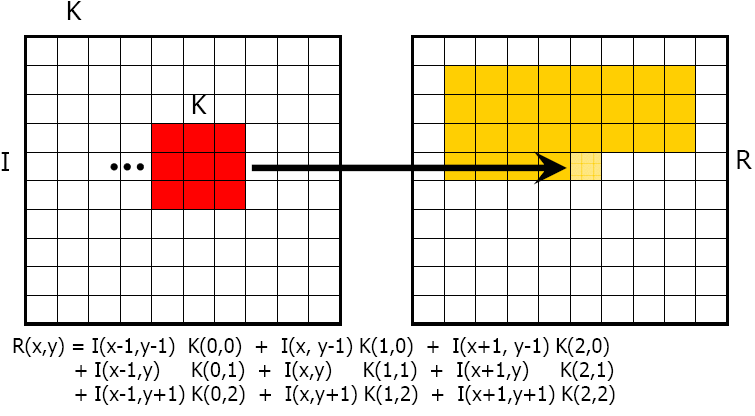 K
K
I
R
R(x,y) = I(x-1,y-1) K(0,0) + I(x, y-1) K(1,0) + I(x+1, y-1) K(2,0)
+ I(x-1,y) K(0,1) + I(x,y) K(1,1) + I(x+1,y) K(2,1)
+ I(x-1,y+1) K(0,2) + I(x,y+1) K(1,2) + I(x+1,y+1) K(2,2)